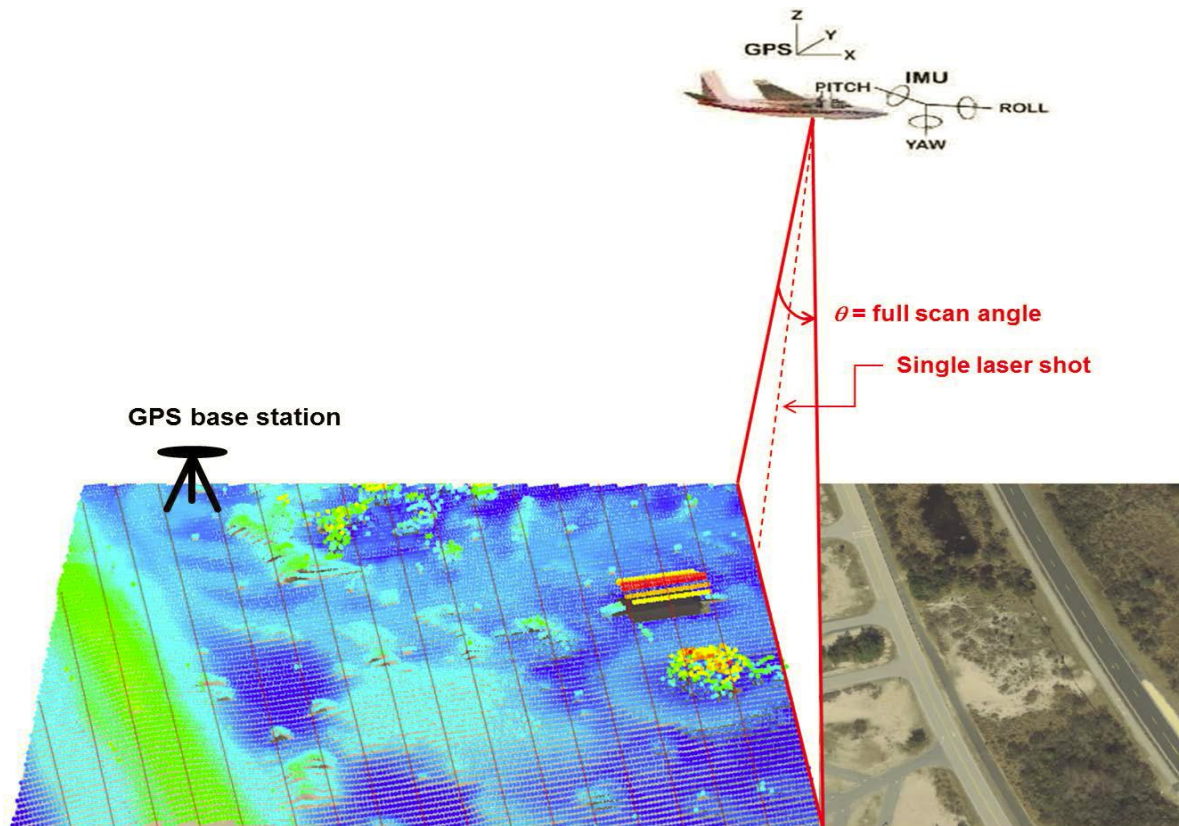 Z
Y
GPS
X
PITCH
IMU
ROLL
YAW
θ = full scan angle
Single laser shot
GPS base station